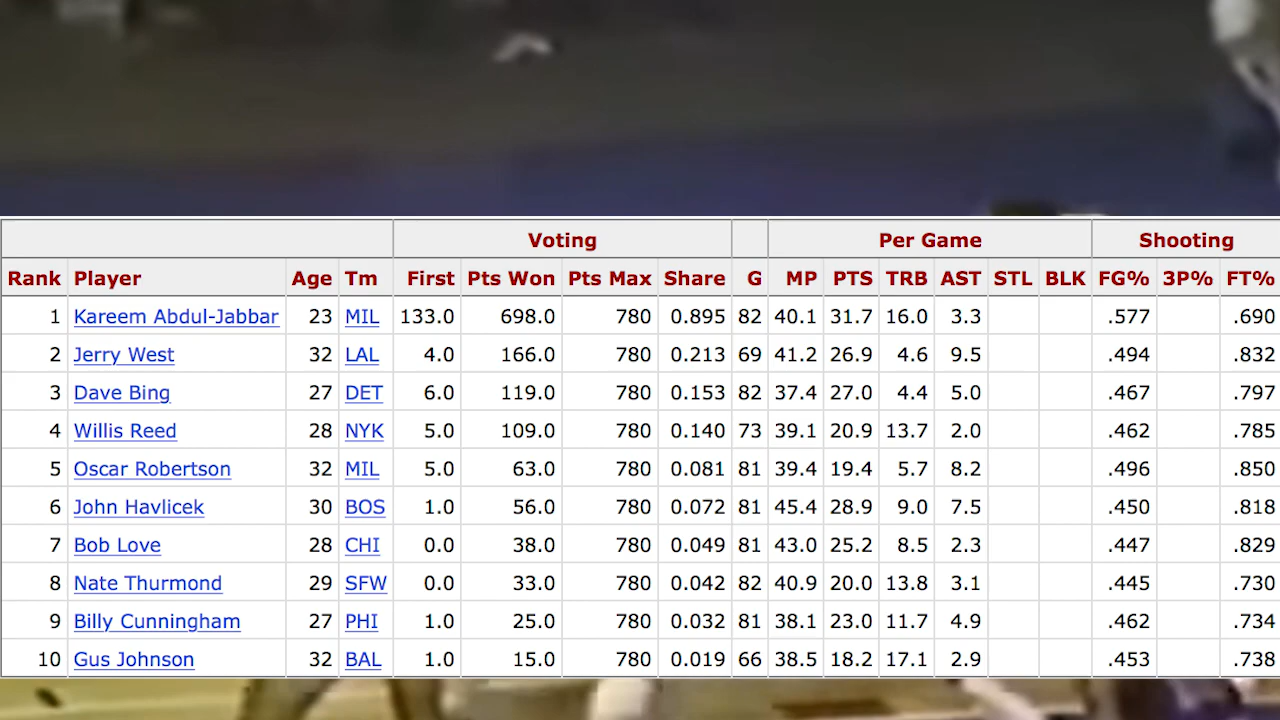 Voting Per Game Shooting
Rank Player Age Tm First Pts Won Pts Max Share G MP PTS TRB AST STL BLK FG% 3P% FT%
1 Kareem Abdul-Jabbar 23 MIL 133.0 698.0 780 0.895 82 40.1 31.7 16.0 3.3 .577 .690
2 Jerry West 32 LAL 4.0 166.0 780 0.213 69 41.2 26.9 4.6 9.5 .494 .832
3 Dave Bing 27 DET 6.0 119.0 780 0.153 82 37.4 27.0 4.4 5.0 .467 .797
4 Willis Reed 28 NYK 5.0 109.0 780 0.140 73 39.1 20.9 13.7 2.0 .462 .785
5 Oscar Robertson 32 MIL 5.0 63.0 780 0.081 81 39.4 19.4 5.7 8.2 .496 .850
6 John Havlicek 30 BOS 1.0 56.0 780 0.072 81 45.4 28.9 9.0 7.5 .450 .818
7 Bob Love 28 CHI 0.0 38.0 780 0.049 81 43.0 25.2 8.5 2.3 .447 .829
8 Nate Thurmond 29 SFW 0.0 33.0 780 0.042 82 40.9 20.0 13.8 3.1 .445 .730
9 Billy Cunningham 27 PHI 1.0 25.0 780 0.032 81 38.1 23.0 11.7 4.9 .462 .734
10 Gus Johnson 32 BAL 1.0 15.0 780 0.019 66 38.5 18.2 17.1 2.9 .453 .738